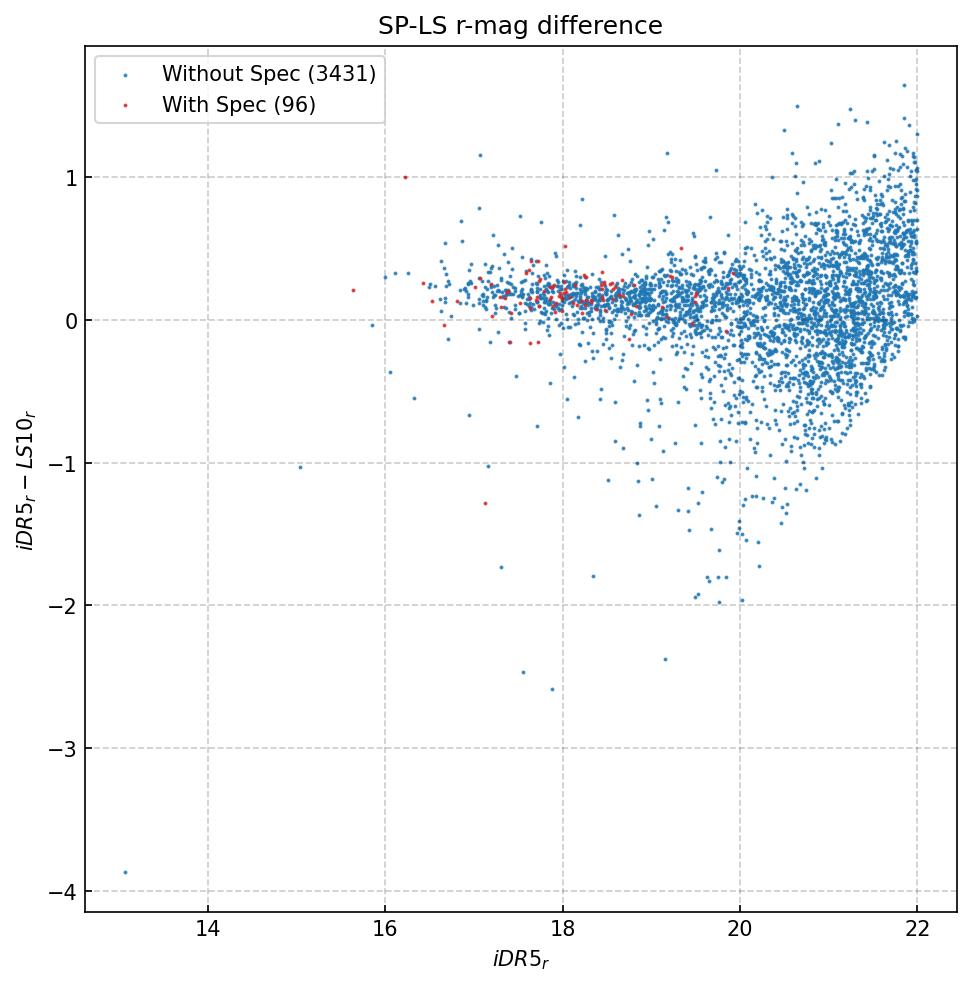 SP-LS r-mag difference
Without Spec (3431)
With Spec (96)
1
0
−1
−2
−3
−4
iDR5r − LS10r
14 16 18 20 22
iDR5r